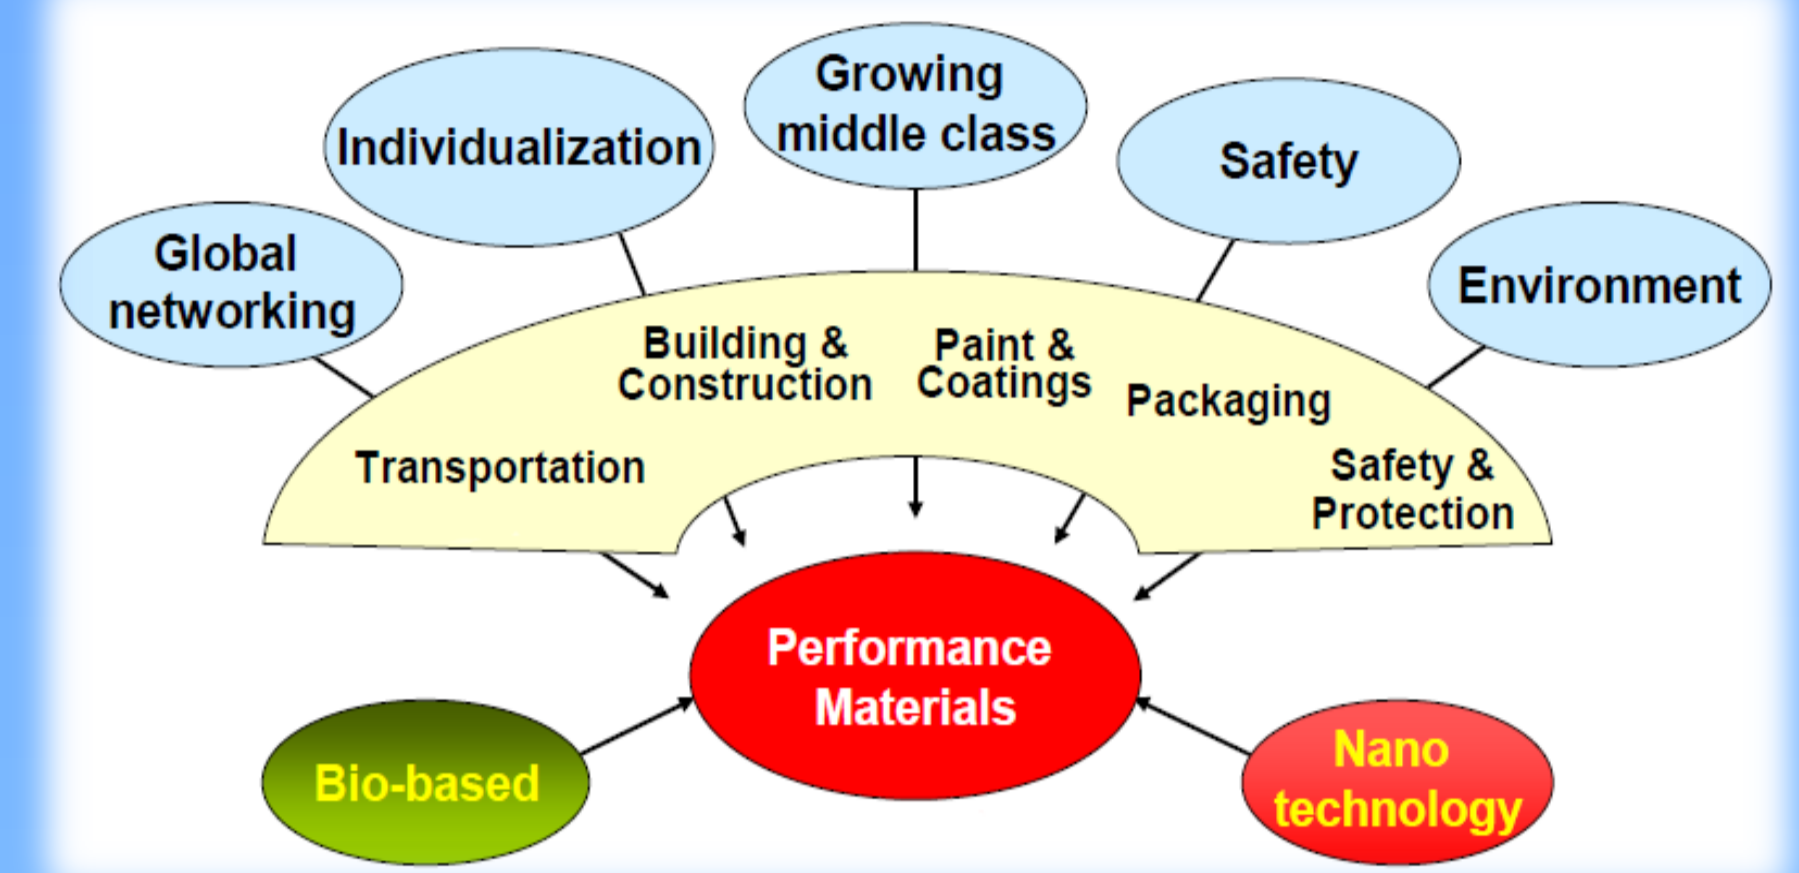 Growing
middle class
Individualization
Safety
Global
networking
Environment
Building &
Construction
Paint &
Coatings
Packaging
Transportation
Safety &
Protection
Performance
Materials
Bio-based
Nano
technology